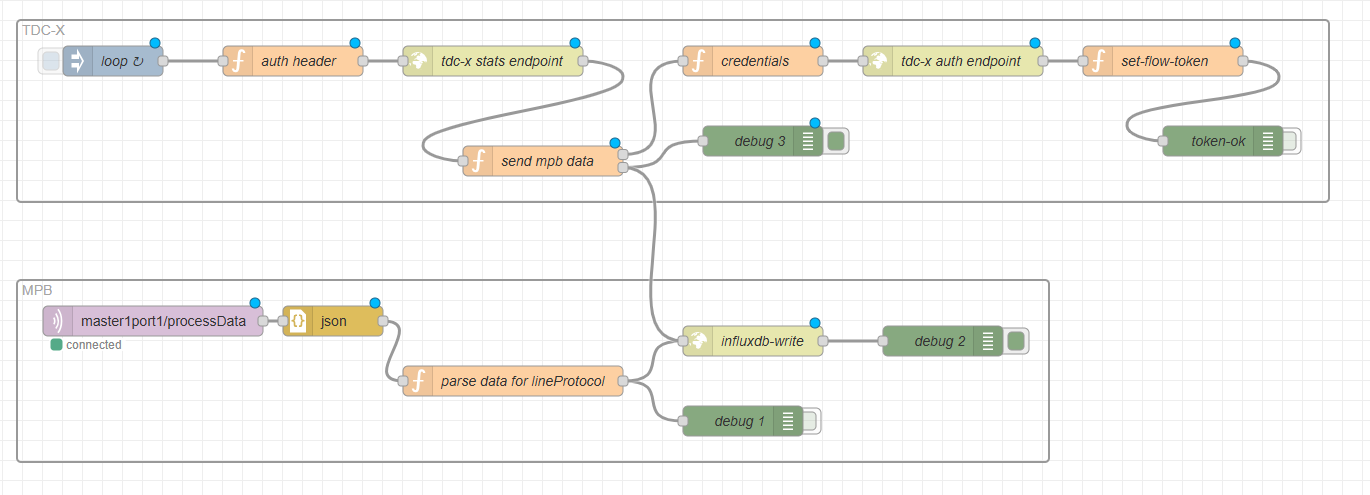 TDC-X
loop ↻
auth header
tdc-x stats endpoint
credentials
tdc-x auth endpoint
set-flow-token
send mpb data
debug 3
token-ok
MPB
master1port1/processData
json
connected
influxdb-write
debug 2
parse data for lineProtocol
debug 1